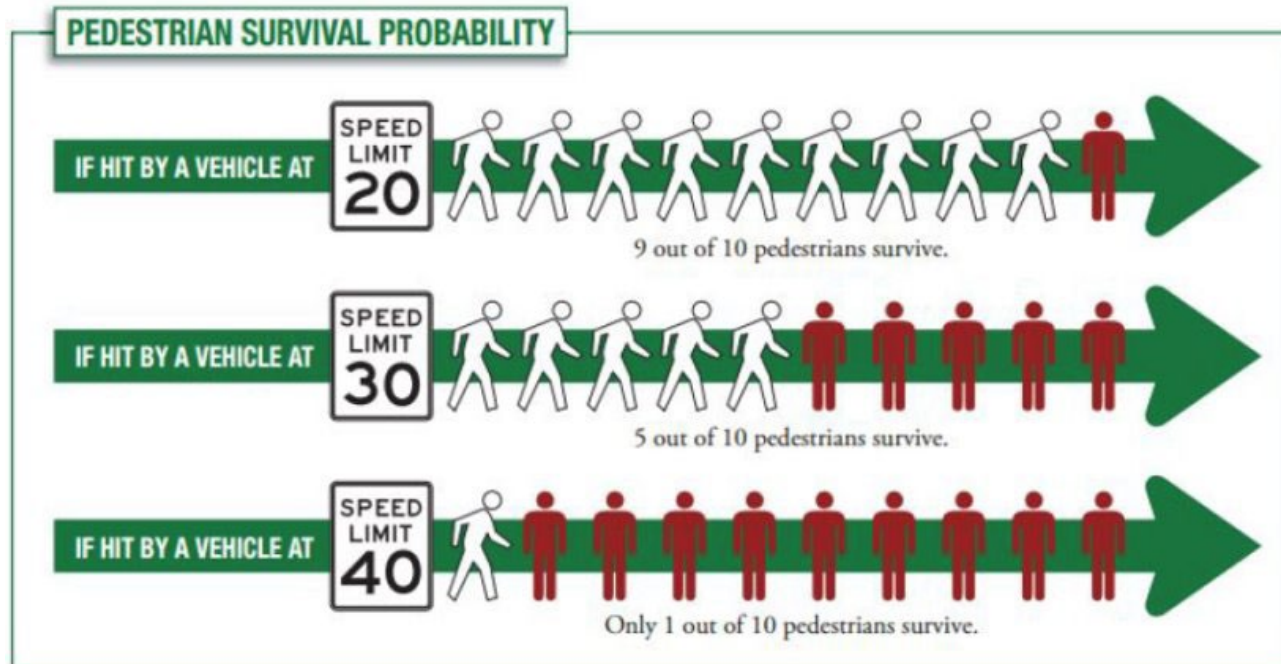 PEDESTRIAN SURVIVAL PROBABILITY
IF HIT BY A VEHICLE AT
SPEED
LIMIT
20
9 out of 10 pedestrians survive.
IF HIT BY A VEHICLE AT
SPEED
LIMIT
30
5 out of 10 pedestrians survive.
IF HIT BY A VEHICLE AT
SPEED
LIMIT
40
Only 1 out of 10 pedestrians survive.